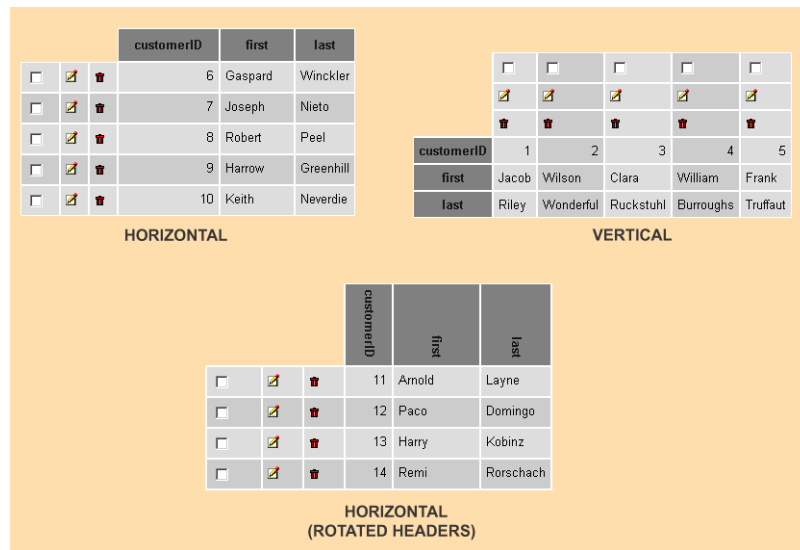 customerID first last
6 Gaspard Winckler
7 Joseph Nieto
8 Robert Peel
9 Harrow Greenhill
10 Keith Neverdie
HORIZONTAL
customerID 1 2 3 4 5
first Jacob Wilson Clara William Frank
last Riley Wonderful Ruckstuhl Burroughs Truffaut
VERTICAL
customerID first last
11 Arnold Layne
12 Paco Domingo
13 Harry Kobinz
14 Remi Rorschach
HORIZONTAL
(ROTATED HEADERS)